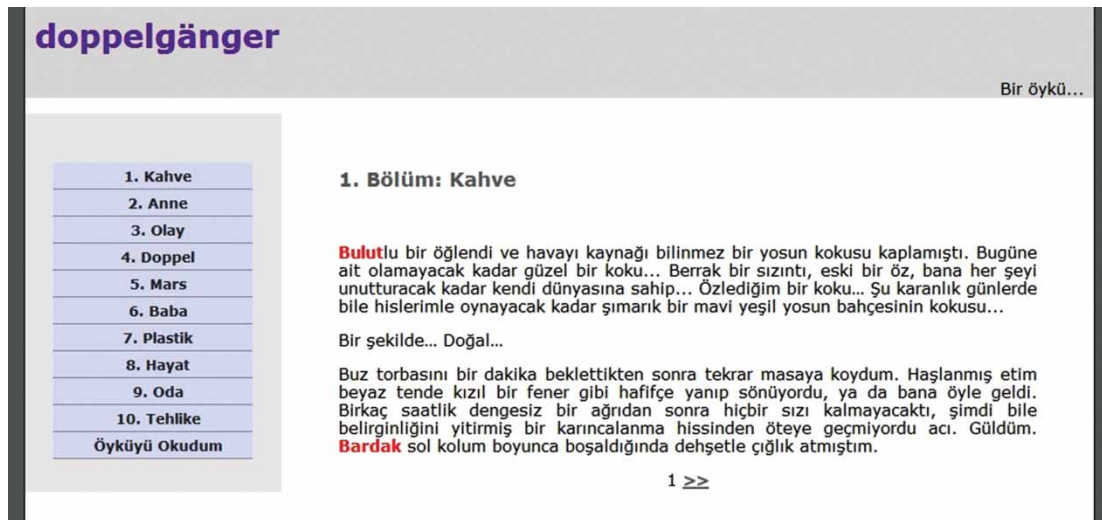 doppelgänger
Bir öykü...
1. Kahve
2. Anne
3. Olay
4. Doppel
5. Mars
6. Baba
7. Plastik
8. Hayat
9. Oda
10. Tehlike
Öyküyü Okudum
1. Bölüm: Kahve
Bulutlu bir öğlendi ve havayı kaynağı bilinmez bir yosun kokusu kaplamıştı. Bugüne
ait olamayacak kadar güzel bir koku... Berrak bir sızıntı, eski bir öz, bana her şeyi
unutturacak kadar kendi dünyasına sahip... Özlediğim bir koku... Şu karanlık günlerde
bile hislerimle oynayacak kadar şımarık bir mavi yeşil yosun bahçesinin kokusu...
Bir şekilde... Doğal...
Buz torbasını bir dakika beklettikten sonra tekrar masaya koydum. Haşlanmış etim
beyaz tende kızıl bir fener gibi hafifçe yanıp sönüyordu, ya da bana öyle geldi.
Birkaç saatlik dengesiz bir ağrıdan sonra hiçbir sızı kalmayacaktı, şimdi bile
belirginliğini yitirmiş bir karıncalanma hissinden öteye geçmiyordu acı. Güldüm.
Bardak sol kolum boyunca boşaldığında dehşetle çığlık atmıştım.
1 >>